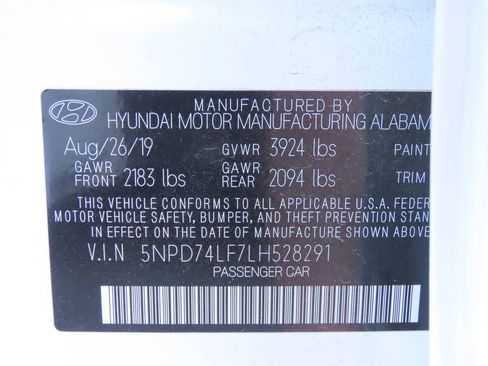 MANUFACTURED BY
HYUNDAI MOTOR MANUFACTURING ALABAM
Aug/26/19 GVWR 3924 lbs PAINT
GAWR FRONT 2183 lbs GAWR REAR 2094 lbs TRIM
THIS VEHICLE CONFORMS TO ALL APPLICABLE U.S.A. FEDER
MOTOR VEHICLE SAFETY, BUMPER, AND THEFT PREVENTION S
IN EFFECT ON THE DATE OF MANUFACTURE SHOWN ABOVE.
V.I.N 5NPD74LF7LH528291
PASSENGER CAR